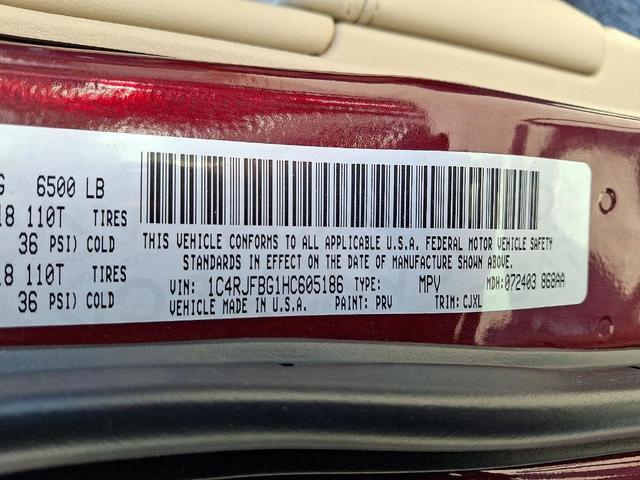 G 6500 LB
18 110T TIRES
36 PSI) COLD
18 110T TIRES
36 PSI) COLD
THIS VEHICLE CONFORMS TO ALL APPLICABLE U.S.A. FEDERAL MOTOR VEHICLE SAFETY
STANDARDS IN EFFECT ON THE DATE OF MANUFACTURE SHOWN ABOVE.
VIN: 1C4RJFBG1HC605186 TYPE: MPV MDH:072403 868AA
VEHICLE MADE IN U.S.A. PAINT: PRV TRIM: CJXL